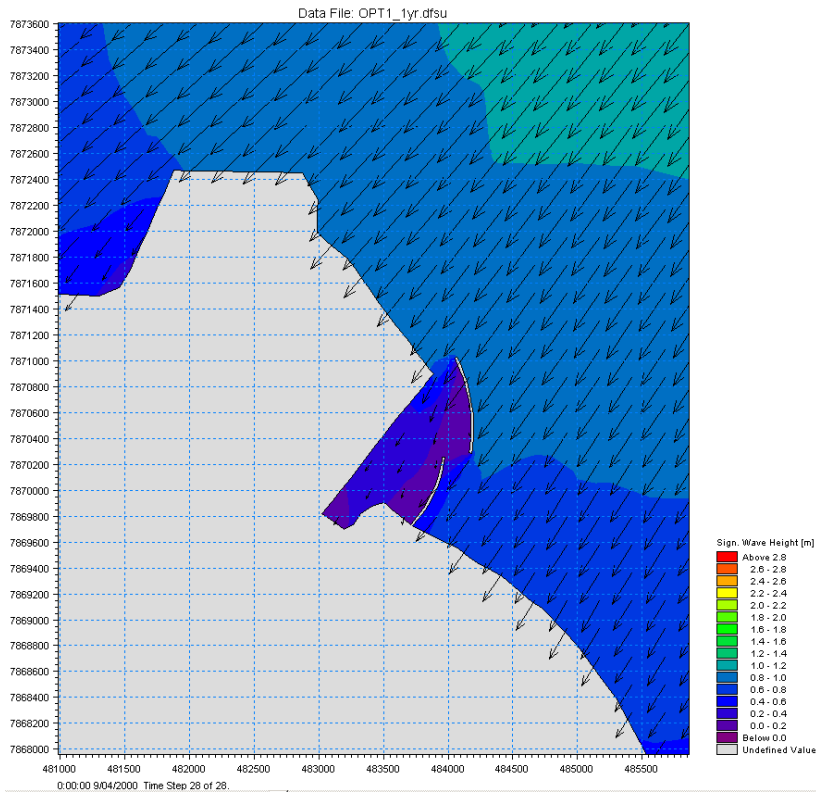 Data File: OPT1_1yr.dfsu
7873600
7873400
7873200
7873000
7872800
7872600
7872400
7872200
7872000
7871800
7871600
7871400
7871200
7871000
7870800
7870600
7870400
7870200
7870000
7869800
7869600
7869400
7869200
7869000
7868800
7868600
7868400
7868200
7868000
Sign. Wave Height [m]
Above 2.8
2.6 - 2.8
2.4 - 2.6
2.2 - 2.4
2.0 - 2.2
1.8 - 2.0
1.6 - 1.8
1.4 - 1.6
1.2 - 1.4
1.0 - 1.2
0.8 - 1.0
0.6 - 0.8
0.4 - 0.6
0.2 - 0.4
0.0 - 0.2
Below 0.0
Undefined Value
481000 481500 482000 482500 483000 483500 484000 484500 485000 485500
0:00:00 9/04/2000 Time Step 28 of 28.